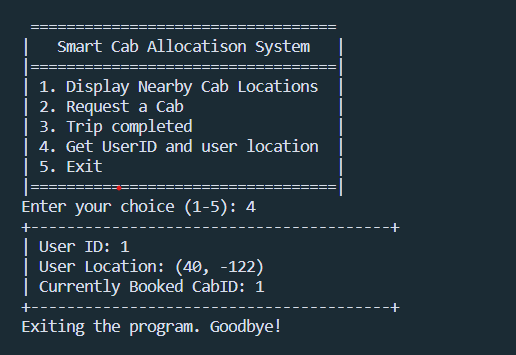 =================================
|   Smart Cab Allocatison System   |
|==================================|
| 1. Display Nearby Cab Locations  |
| 2. Request a Cab                 |
| 3. Trip completed                |
| 4. Get UserID and user location  |
| 5. Exit                          |
|==================================|
Enter your choice (1-5): 4
+----------------------------------------+
| User ID: 1
| User Location: (40, -122)
| Currently Booked CabID: 1
+----------------------------------------+
Exiting the program. Goodbye!